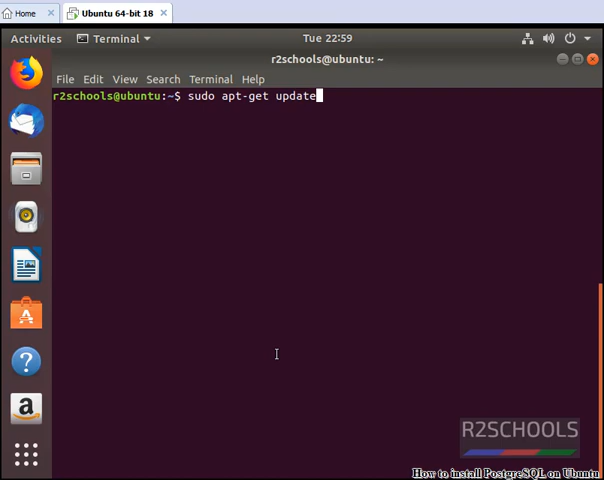 Home
Ubuntu 64-bit 18
Activities
Terminal
Tue 22:59
r2schools@ubuntu: ~
File Edit View Search Terminal Help
r2schools@ubuntu:~$ sudo apt-get update
R2SCHOOLS
How to install PostgreSQL on Ubuntu